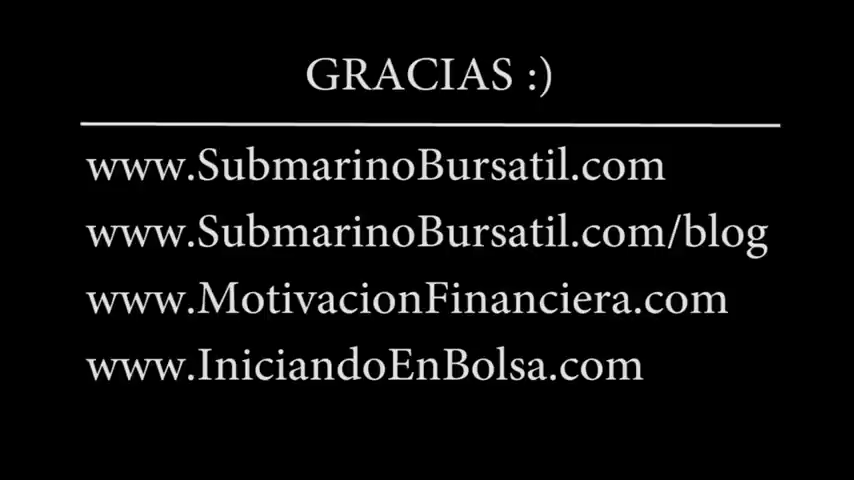 GRACIAS :)
www.SubmarinoBursatil.com
www.SubmarinoBursatil.com/blog
www.MotivacionFinanciera.com
www.IniciandoEnBolsa.com